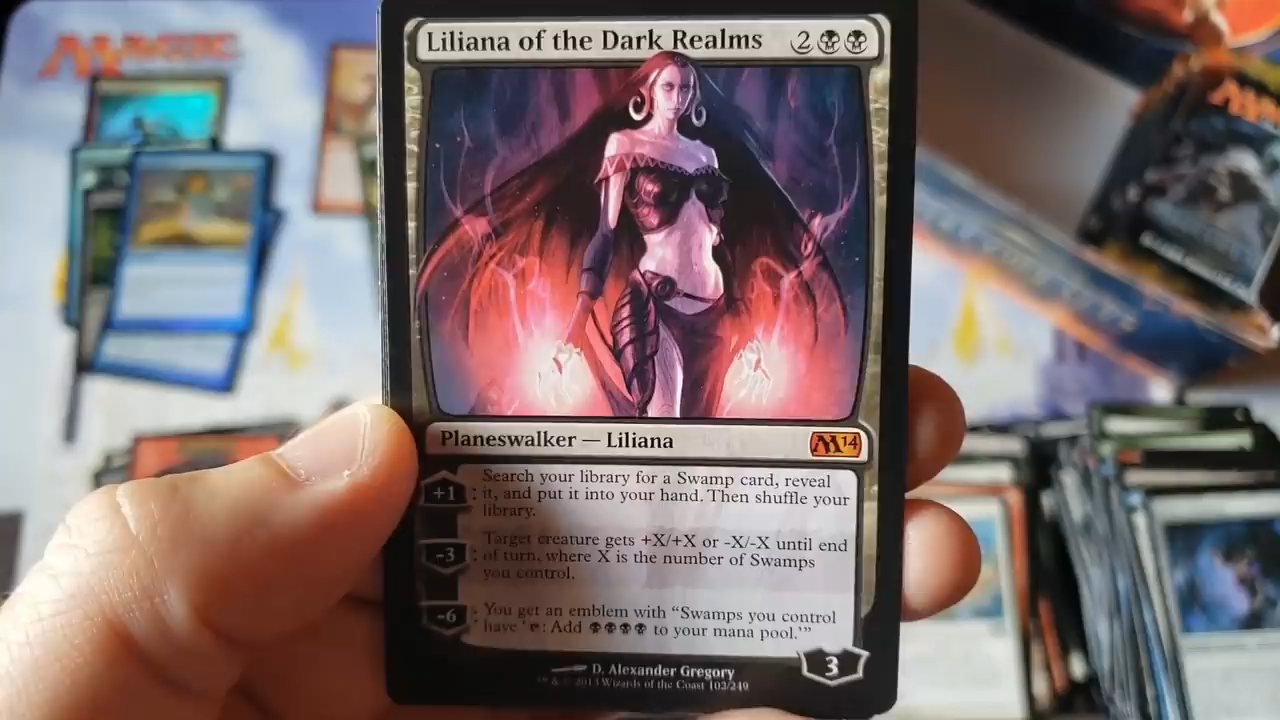 MAGIC
Liliana of the Dark Realms 2
Planeswalker — Liliana M14
+1 : Search your library for a Swamp card, reveal
it, and put it into your hand. Then shuffle your
library.
-3 : Target creature gets +X/+X or -X/-X until end
of turn, where X is the number of Swamps
you control.
-6 : You get an emblem with “Swamps you control
have ‘T: Add to your mana pool.’”
3
D. Alexander Gregory
™ & © 2013 Wizards of the Coast 102/249